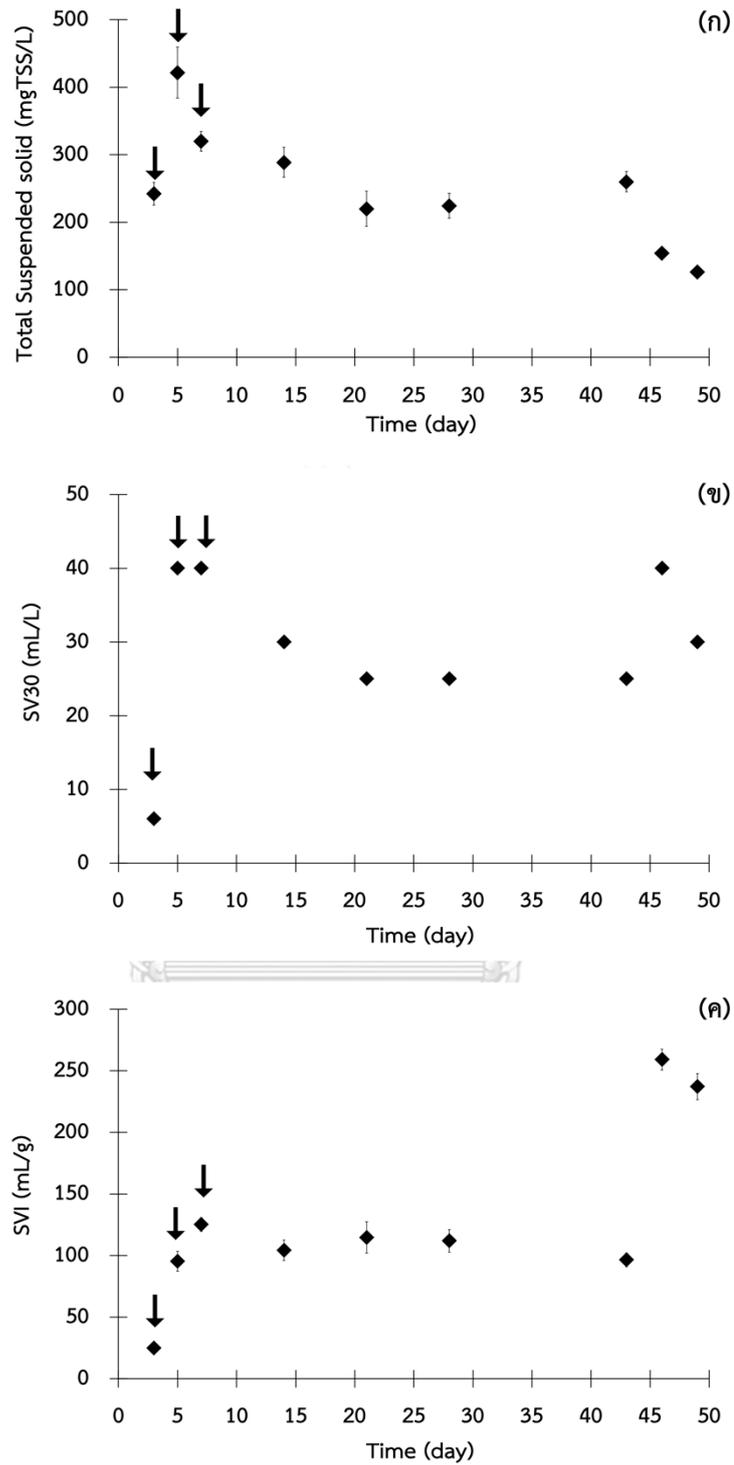 (ก)
Total Suspended solid (mgTSS/L)
500
400
300
200
100
0
0 5 10 15 20 25 30 35 40 45 50
Time (day)
(ข)
SV30 (mL/L)
50
40
30
20
10
0
0 5 10 15 20 25 30 35 40 45 50
Time (day)
(ค)
SVI (mL/g)
300
250
200
150
100
50
0
0 5 10 15 20 25 30 35 40 45 50
Time (day)